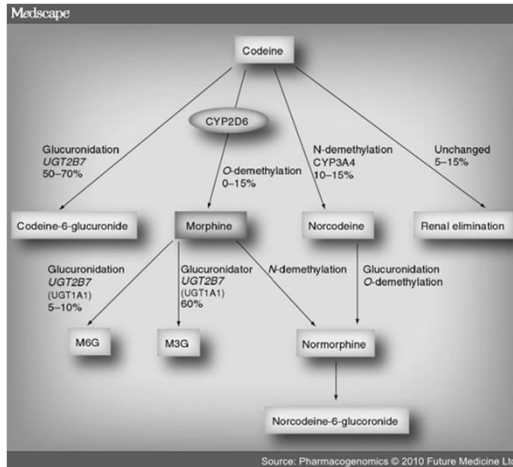 Medscape
Codeine
CYP2D6
Glucuronidation
UGT2B7
50–70%
O-demethylation
0–15%
N-demethylation
CYP3A4
10–15%
Unchanged
5–15%
Codeine-6-glucuronide
Morphine
Norcodeine
Renal elimination
Glucuronidation
UGT2B7
(UGT1A1)
5–10%
Glucuronidator
UGT2B7
(UGT1A1)
60%
N-demethylation
Glucuronidation
O-demethylation
M6G
M3G
Normorphine
Norcodeine-6-glucoronide
Source: Pharmacogenomics © 2010 Future Medicine Ltd